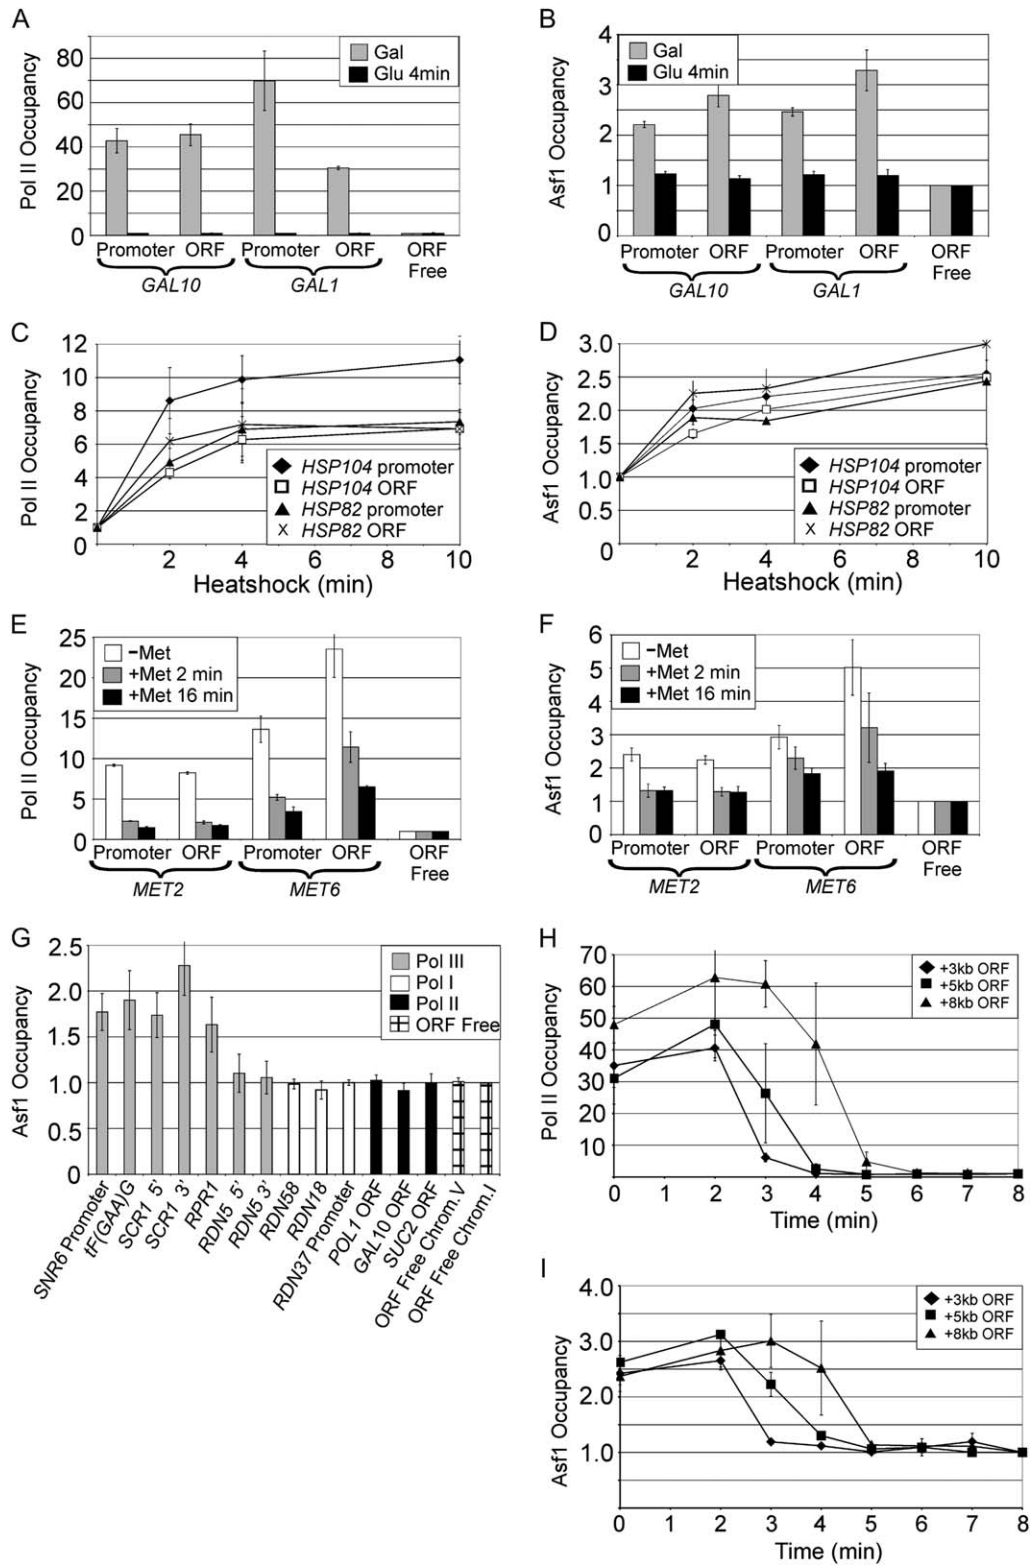 A
Pol II Occupancy
80
60
40
20
0
Gal
Glu 4min
Promoter ORF Promoter ORF ORF
Free
GAL10 GAL1
B
Asf1 Occupancy
4
3
2
1
0
Gal
Glu 4min
Promoter ORF Promoter ORF ORF
Free
GAL10 GAL1
C
Pol II Occupancy
12
10
8
6
4
2
0
HSP104 promoter
HSP104 ORF
HSP82 promoter
HSP82 ORF
0 2 4 6 8 10
Heatshock (min)
D
Asf1 Occupancy
3.0
2.5
2.0
1.5
1.0
0.5
0
HSP104 promoter
HSP104 ORF
HSP82 promoter
HSP82 ORF
0 2 4 6 8 10
Heatshock (min)
E
Pol II Occupancy
25
20
15
10
5
0
−Met
+Met 2 min
+Met 16 min
Promoter ORF Promoter ORF ORF
Free
MET2 MET6
F
Asf1 Occupancy
6
5
4
3
2
1
0
−Met
+Met 2 min
+Met 16 min
Promoter ORF Promoter ORF ORF
Free
MET2 MET6
G
Asf1 Occupancy
2.5
2.0
1.5
1.0
0.5
0
Pol III
Pol I
Pol II
ORF Free
SNR6 Promoter
tF(GAA)G
SCR1 5'
SCR1 3'
RPR1
RDN5 5'
RDN5 3'
RDN58
RDN18
RDN37 Promoter
POL1 ORF
GAL10 ORF
SUC2 ORF
ORF Free Chrom.V
ORF Free Chrom.I
H
Pol II Occupancy
70
60
50
40
30
20
10
+3kb ORF
+5kb ORF
+8kb ORF
0 1 2 3 4 5 6 7 8
Time (min)
I
Asf1 Occupancy
4.0
3.0
2.0
1.0
0
+3kb ORF
+5kb ORF
+8kb ORF
0 1 2 3 4 5 6 7 8
Time (min)